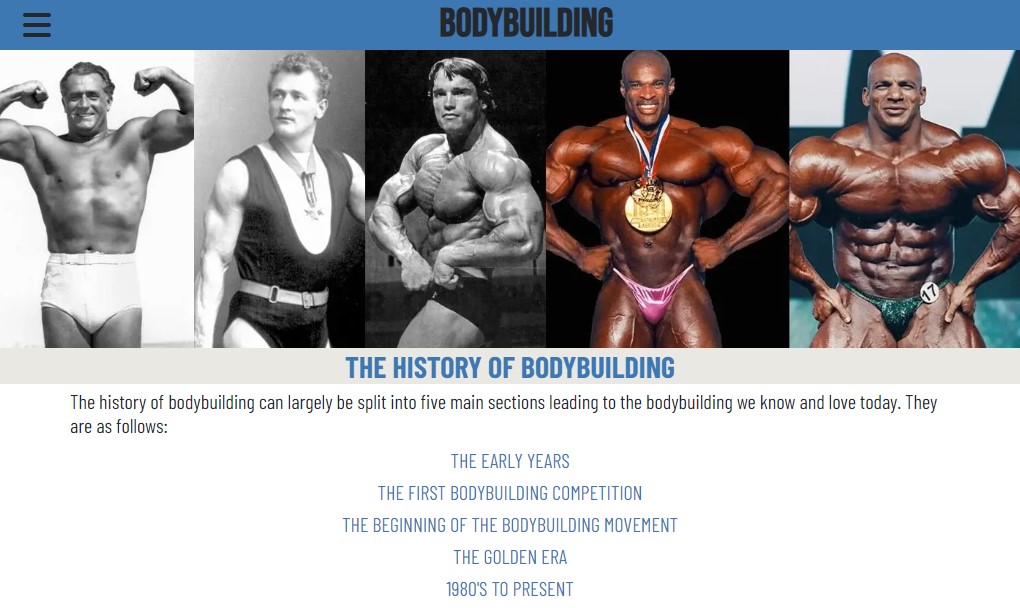 BODYBUILDING
17
THE HISTORY OF BODYBUILDING
The history of bodybuilding can largely be split into five main sections leading to the bodybuilding we know and love today. They
are as follows:
THE EARLY YEARS
THE FIRST BODYBUILDING COMPETITION
THE BEGINNING OF THE BODYBUILDING MOVEMENT
THE GOLDEN ERA
1980'S TO PRESENT